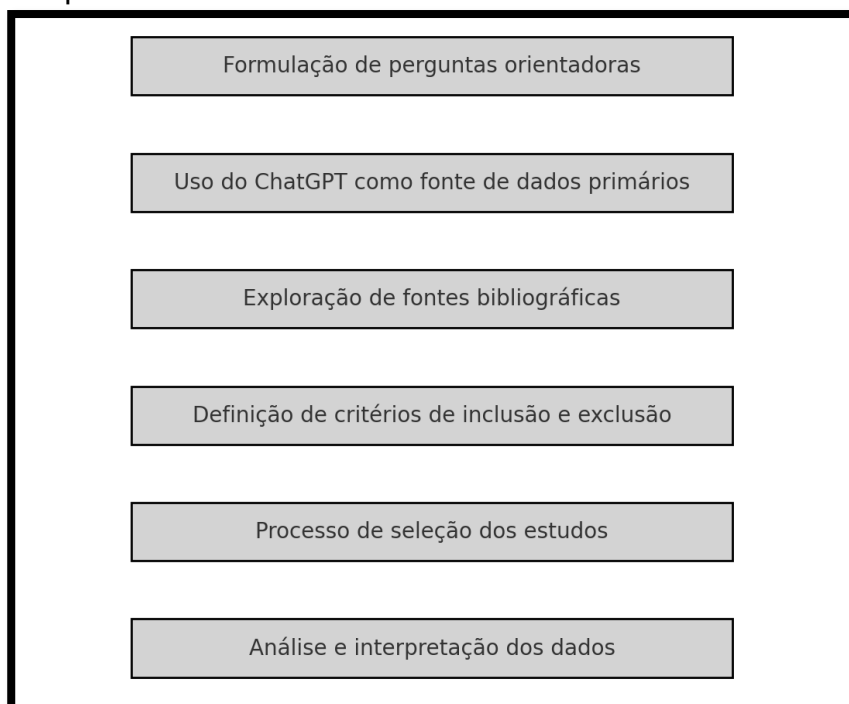 Formulação de perguntas orientadoras
Uso do ChatGPT como fonte de dados primários
Exploração de fontes bibliográficas
Definição de critérios de inclusão e exclusão
Processo de seleção dos estudos
Análise e interpretação dos dados